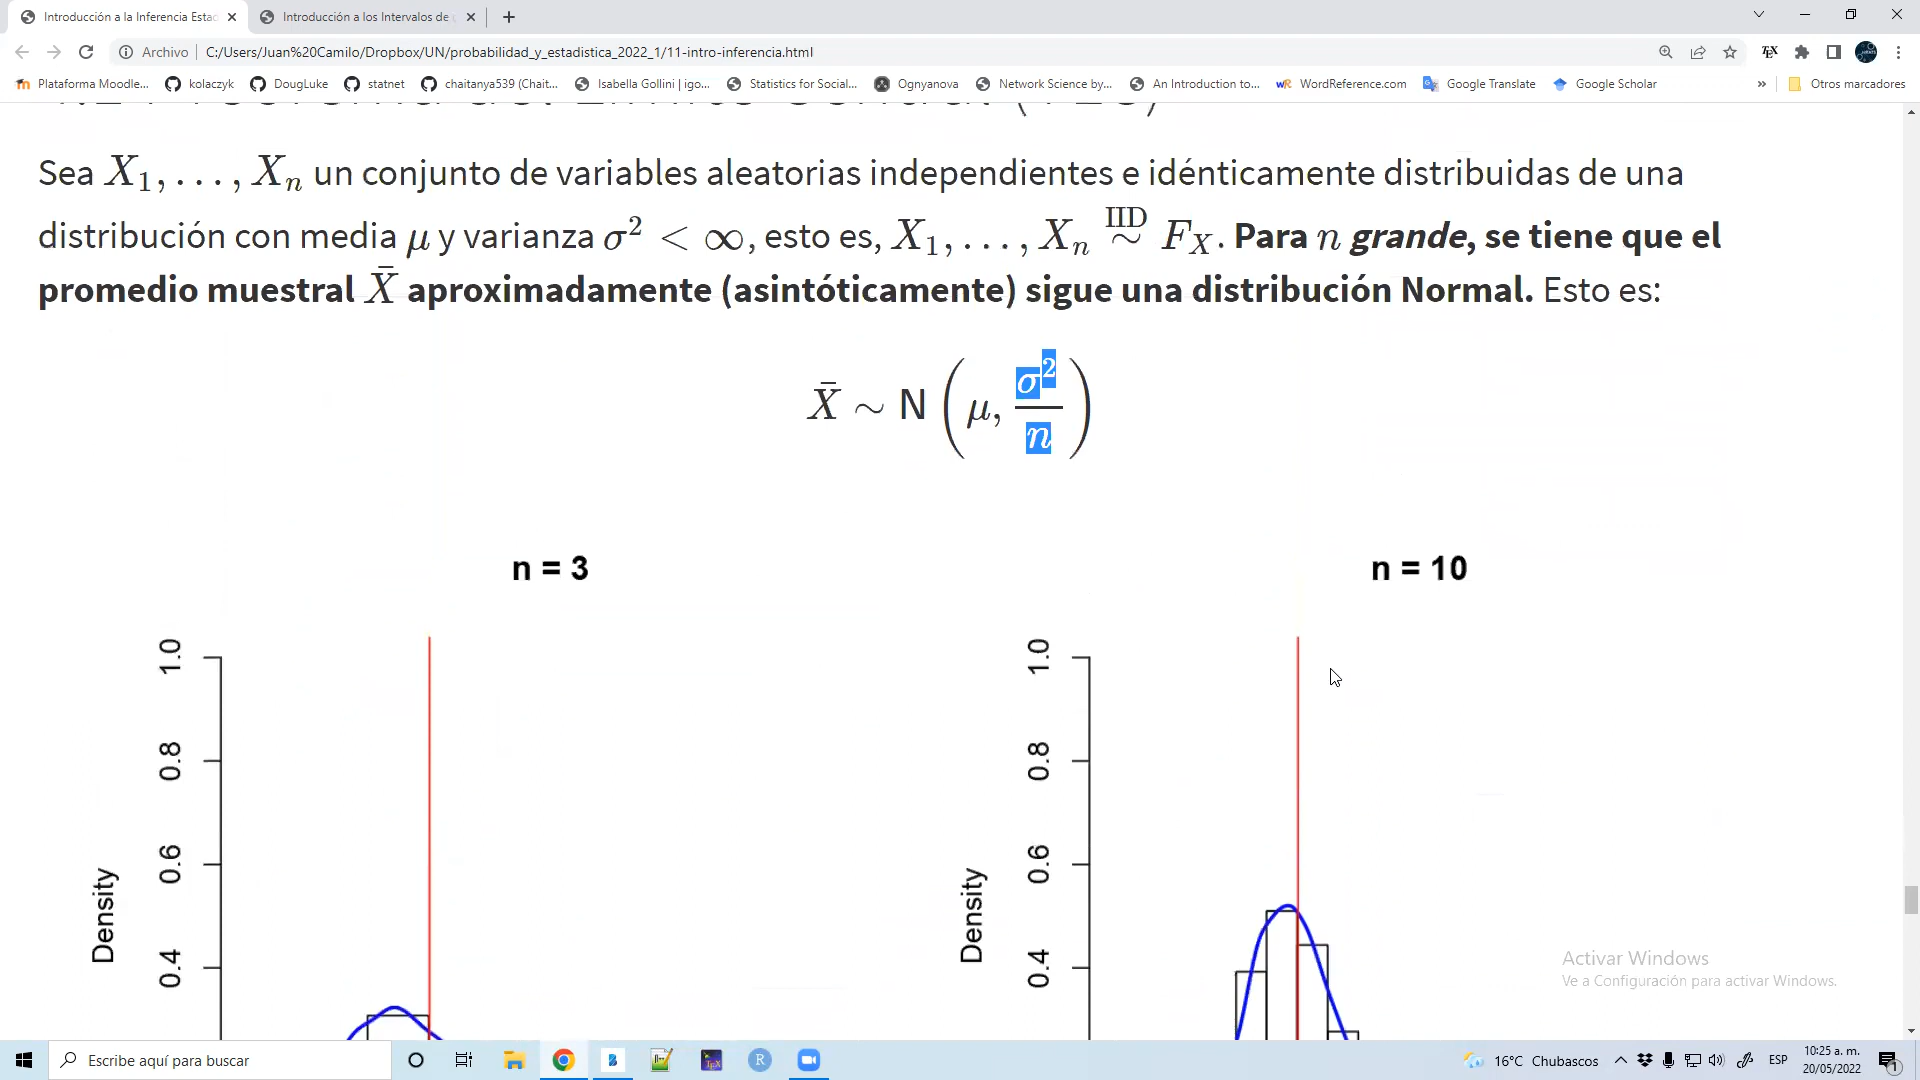 Introducción a la Inferencia Estad
Introducción a los Intervalos de
Archivo | C:/Users/Juan%20Camilo/Dropbox/UN/probabilidad_y_estadistica_2022_1/11-intro-inferencia.html
Plataforma Moodle... kolaczyk DougLuke statnet chaitanya539 (Chait... Isabella Gollini | igo... Statistics for Social... Ognyanova Network Science by... An Introduction to... WordReference.com Google Translate Google Scholar » Otros marcadores
Sea X₁, . . . , Xₙ un conjunto de variables aleatorias independientes e idénticamente distribuidas de una
distribución con media μ y varianza σ² < ∞, esto es, X₁, . . . , Xₙ IID ∼ F_X. Para n grande, se tiene que el
promedio muestral X̄ aproximadamente (asintóticamente) sigue una distribución Normal. Esto es:
X̄ ∼ N (μ, σ²/n)
n = 3
1.0
0.8
0.6
0.4
Density
n = 10
1.0
0.8
0.6
0.4
Density
Activar Windows
Ve a Configuración para activar Windows.
Escribe aquí para buscar
16°C Chubascos
ESP
10:25 a. m.
20/05/2022
1